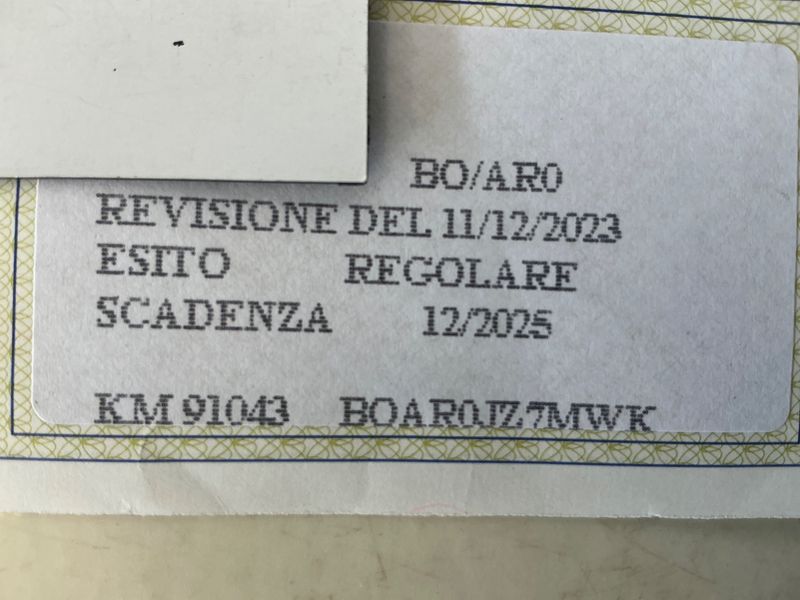 BO/AR0
REVISIONE DEL 11/12/2023
ESITO REGOLARE
SCADENZA 12/2025
KM 91043 BOAR0JZ7MWK